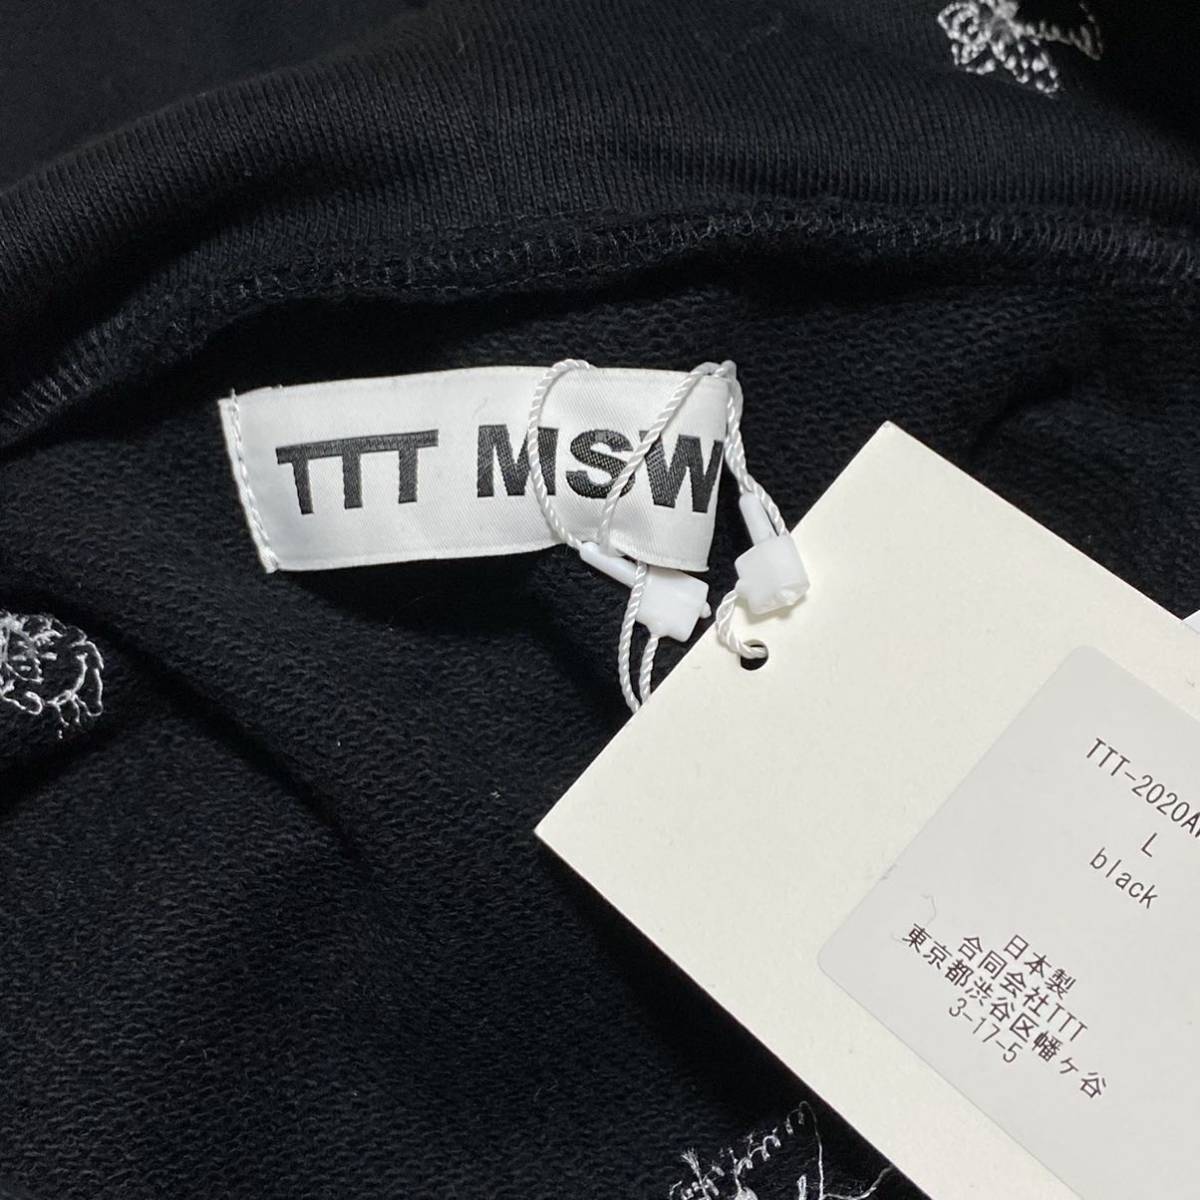 TTT MSW
TTT-2020A
L
black
日本製
合同会社TTT
東京都渋谷区幡ヶ谷
3-17-5